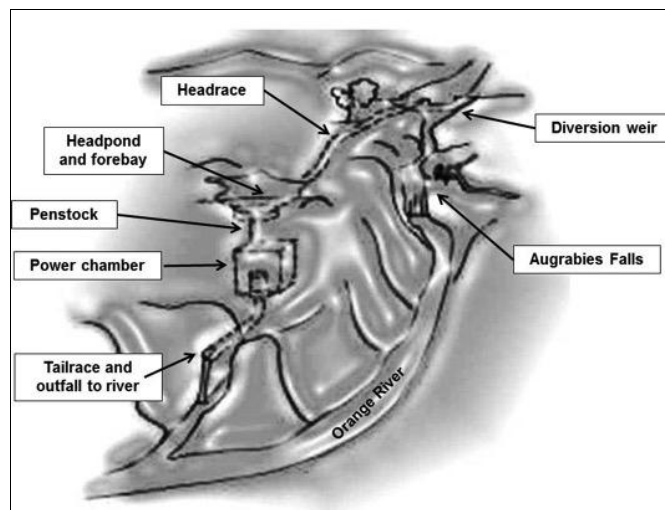 Headrace
Diversion weir
Headpond
and forebay
Penstock
Power chamber
Augrabies Falls
Tailrace and
outfall to river
Orange River